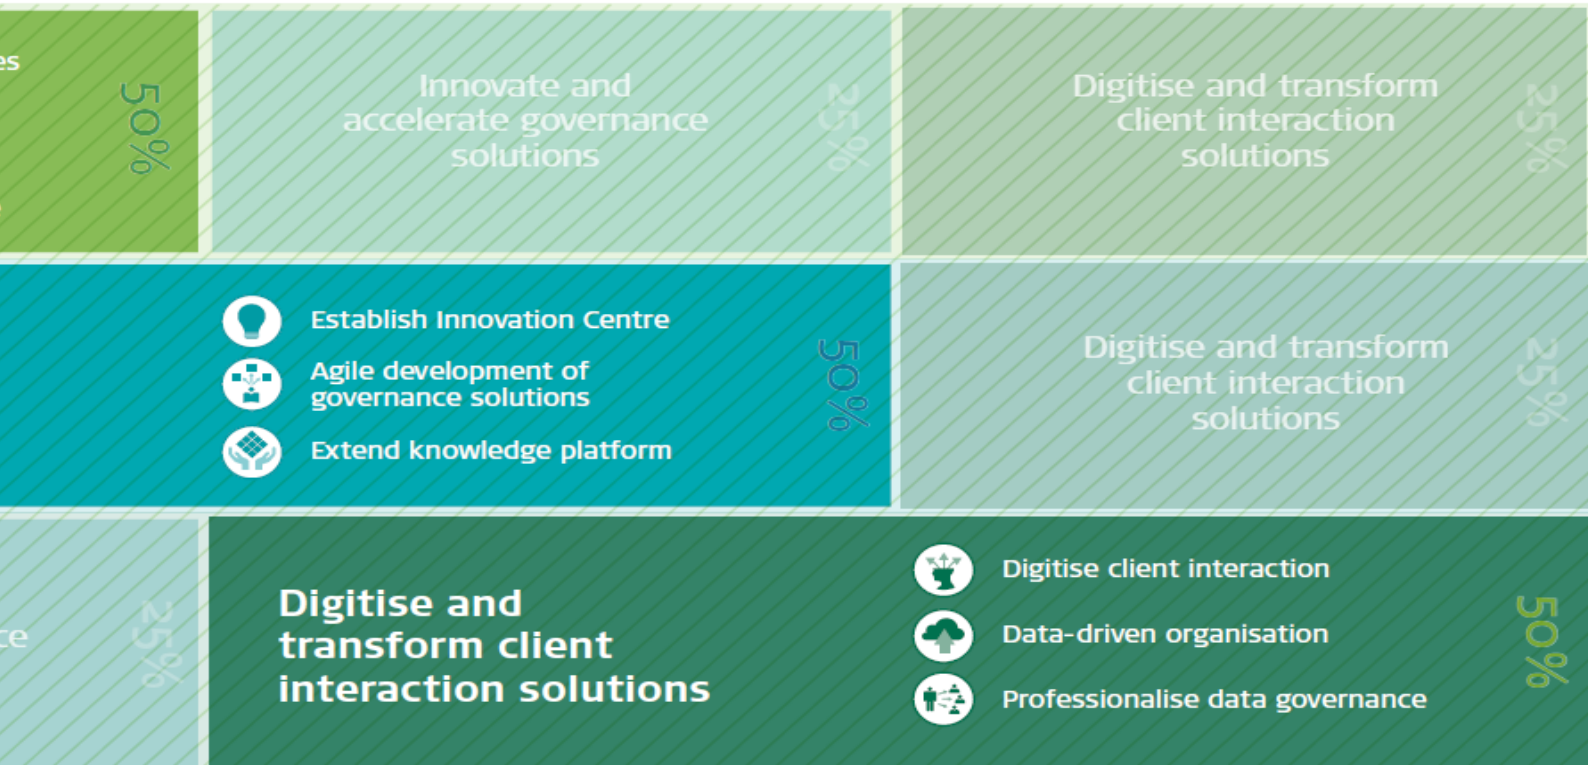 es
50%
Innovate and
accelerate governance
solutions
25%
Digitise and transform
client interaction
solutions
25%
Establish Innovation Centre
Agile development of
governance solutions
Extend knowledge platform
50%
Digitise and transform
client interaction
solutions
25%
ce
25%
Digitise and
transform client
interaction solutions
Digitise client interaction
Data-driven organisation
Professionalise data governance
50%